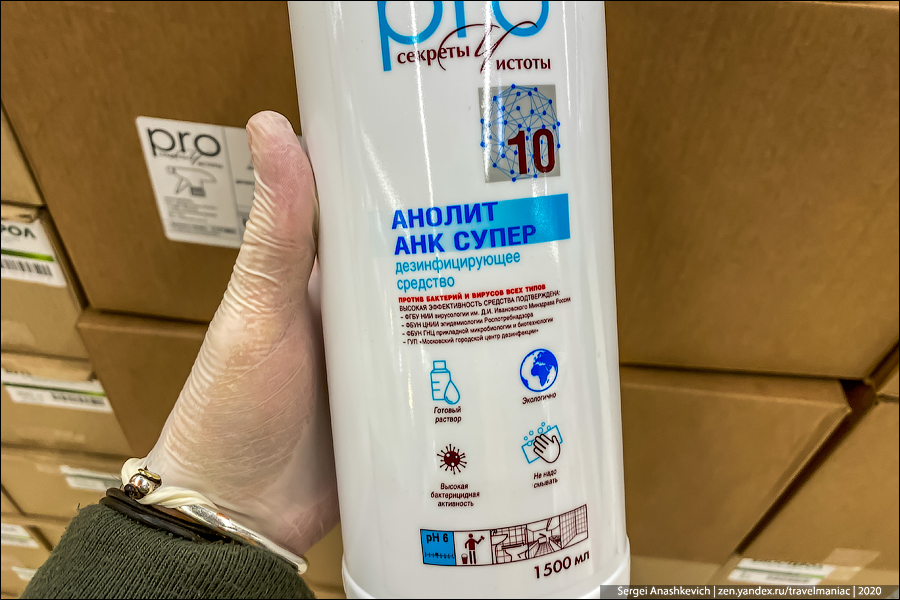 pro
секреты Чистоты
10
АНОЛИТ
АНК СУПЕР
дезинфицирующее
средство
ПРОТИВ БАКТЕРИЙ И ВИРУСОВ ВСЕХ ТИПОВ
ВЫСОКАЯ ЭФФЕКТИВНОСТЬ СРЕДСТВА ПОДТВЕРЖДЕНА:
– ФГБУ НИИ вирусологии им. Д.И. Ивановского Минздрава России
– ФБУН ЦНИИ эпидемиологии Роспотребнадзора
– ФБУН ГНЦ прикладной микробиологии и биотехнологии
– ГУП «Московский городской центр дезинфекции»
Готовый
раствор
Экологично
Высокая
бактерицидная
активность
Не надо
смывать
pH 6
1500 мл
pro
Sergei Anashkevich | zen.yandex.ru/travelmaniac | 2020